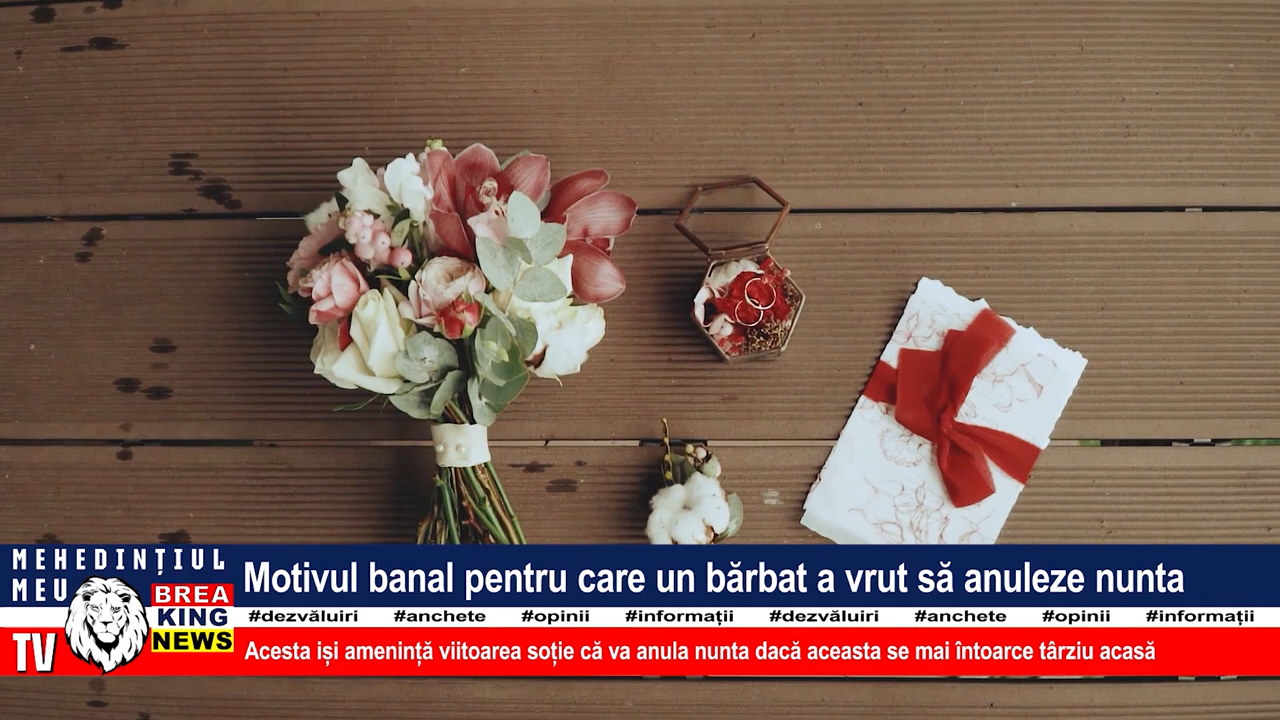 MEHEDINȚIUL
MEU
TV
BREA
KING
NEWS
Motivul banal pentru care un bărbat a vrut să anuleze nunta
#dezvăluiri #anchete #opinii #informații #dezvăluiri #anchete #opinii #informații
Acesta iși amenință viitoarea soție că va anula nunta dacă aceasta se mai întoarce târziu acasă